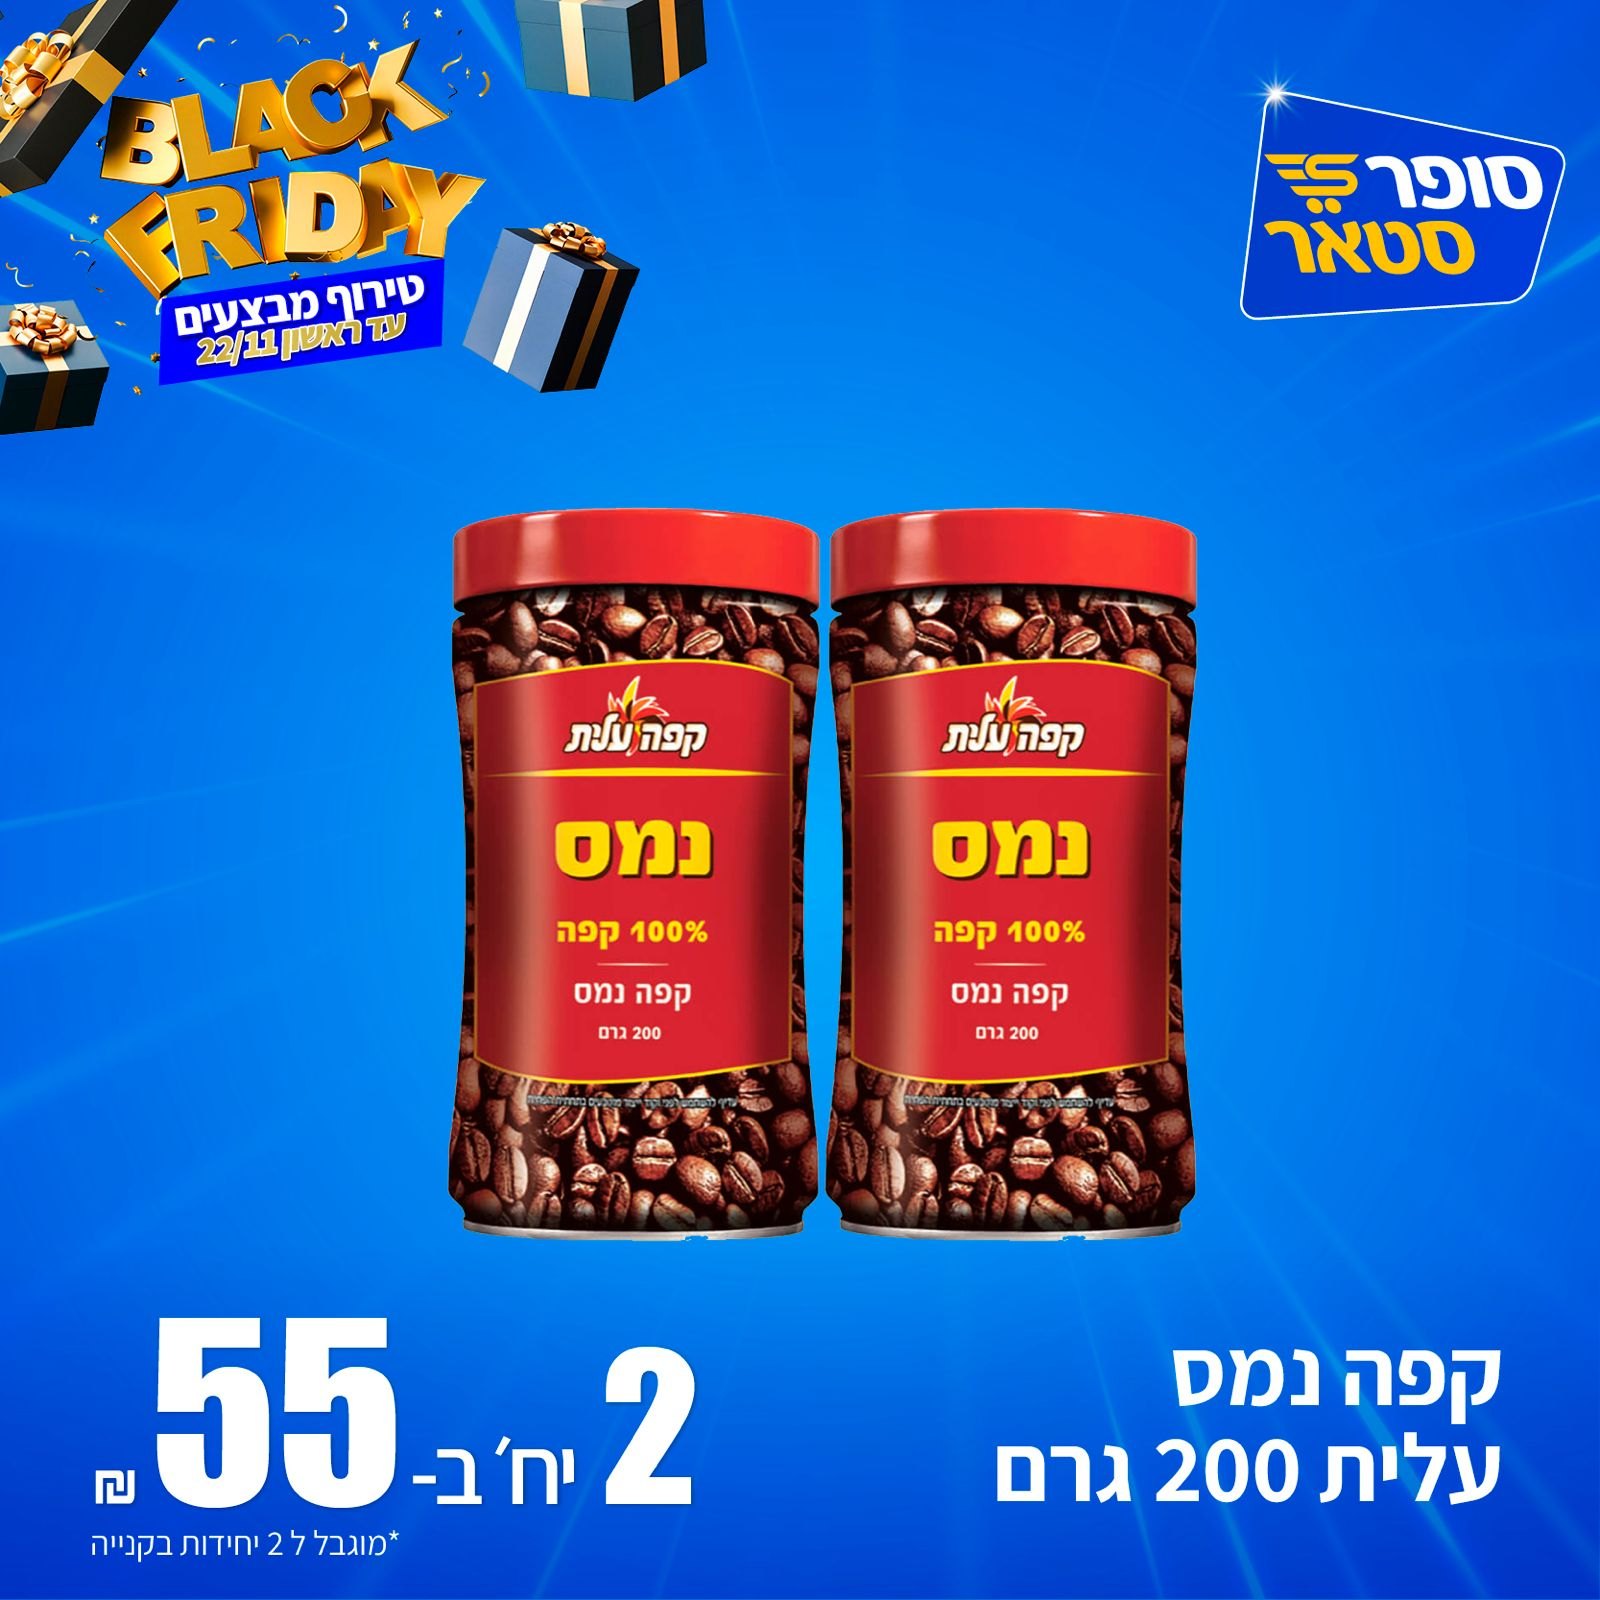 BLACK
FRIDAY
טירוף מבצעים
עד ראשון 22/11
סופר
סטאר
קפה עלית
נמס
100% קפה
קפה נמס
200 גרם
קפה עלית
נמס
100% קפה
קפה נמס
200 גרם
קפה נמס
עלית 200 גרם
2 יח' ב-55 ₪
*מוגבל ל 2 יחידות בקנייה